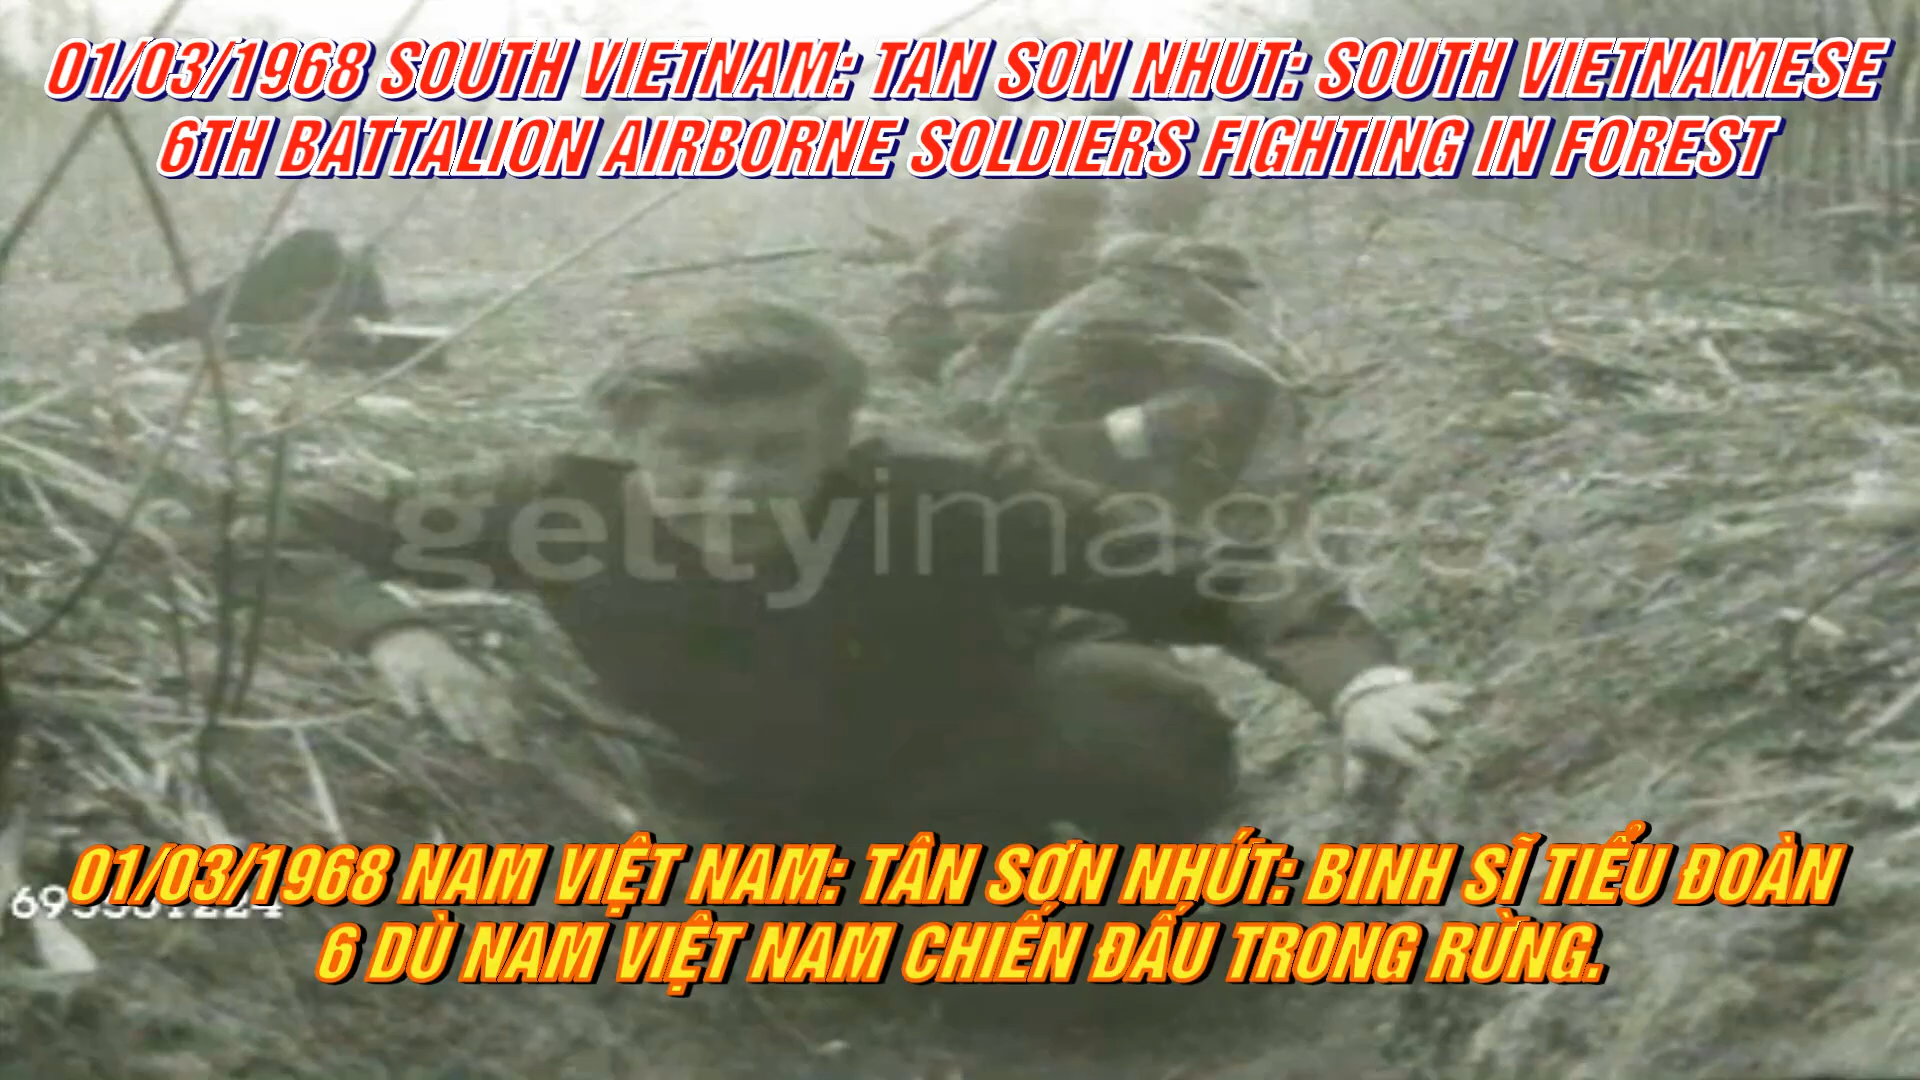 01/03/1968 SOUTH VIETNAM: TAN SON NHUT: SOUTH VIETNAMESE
6TH BATTALION AIRBORNE SOLDIERS FIGHTING IN FOREST
gettyimages
01/03/1968 NAM VIỆT NAM: TÂN SƠN NHỨT: BINH SĨ TIỂU ĐOÀN
6 DÙ NAM VIỆT NAM CHIẾN ĐẤU TRONG RỪNG.